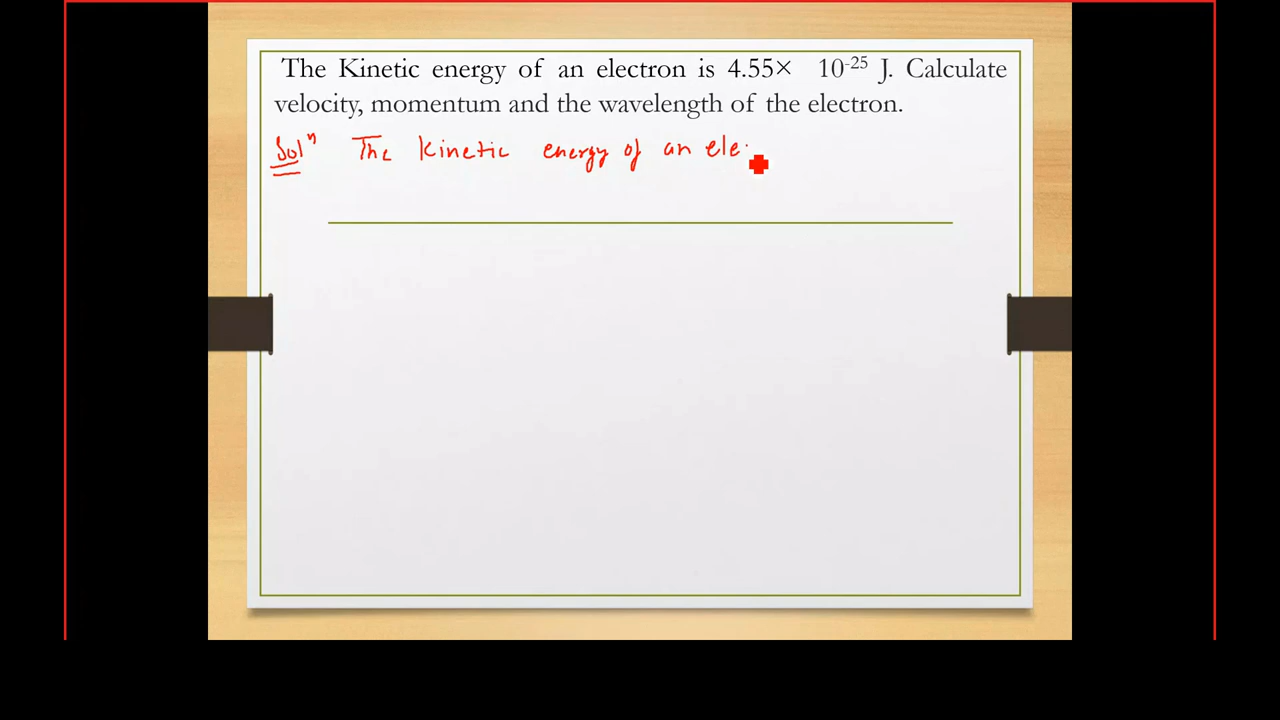 The Kinetic energy of an electron is 4.55× 10⁻²⁵ J. Calculate
velocity, momentum and the wavelength of the electron.
Solⁿ The Kinetic energy of an ele